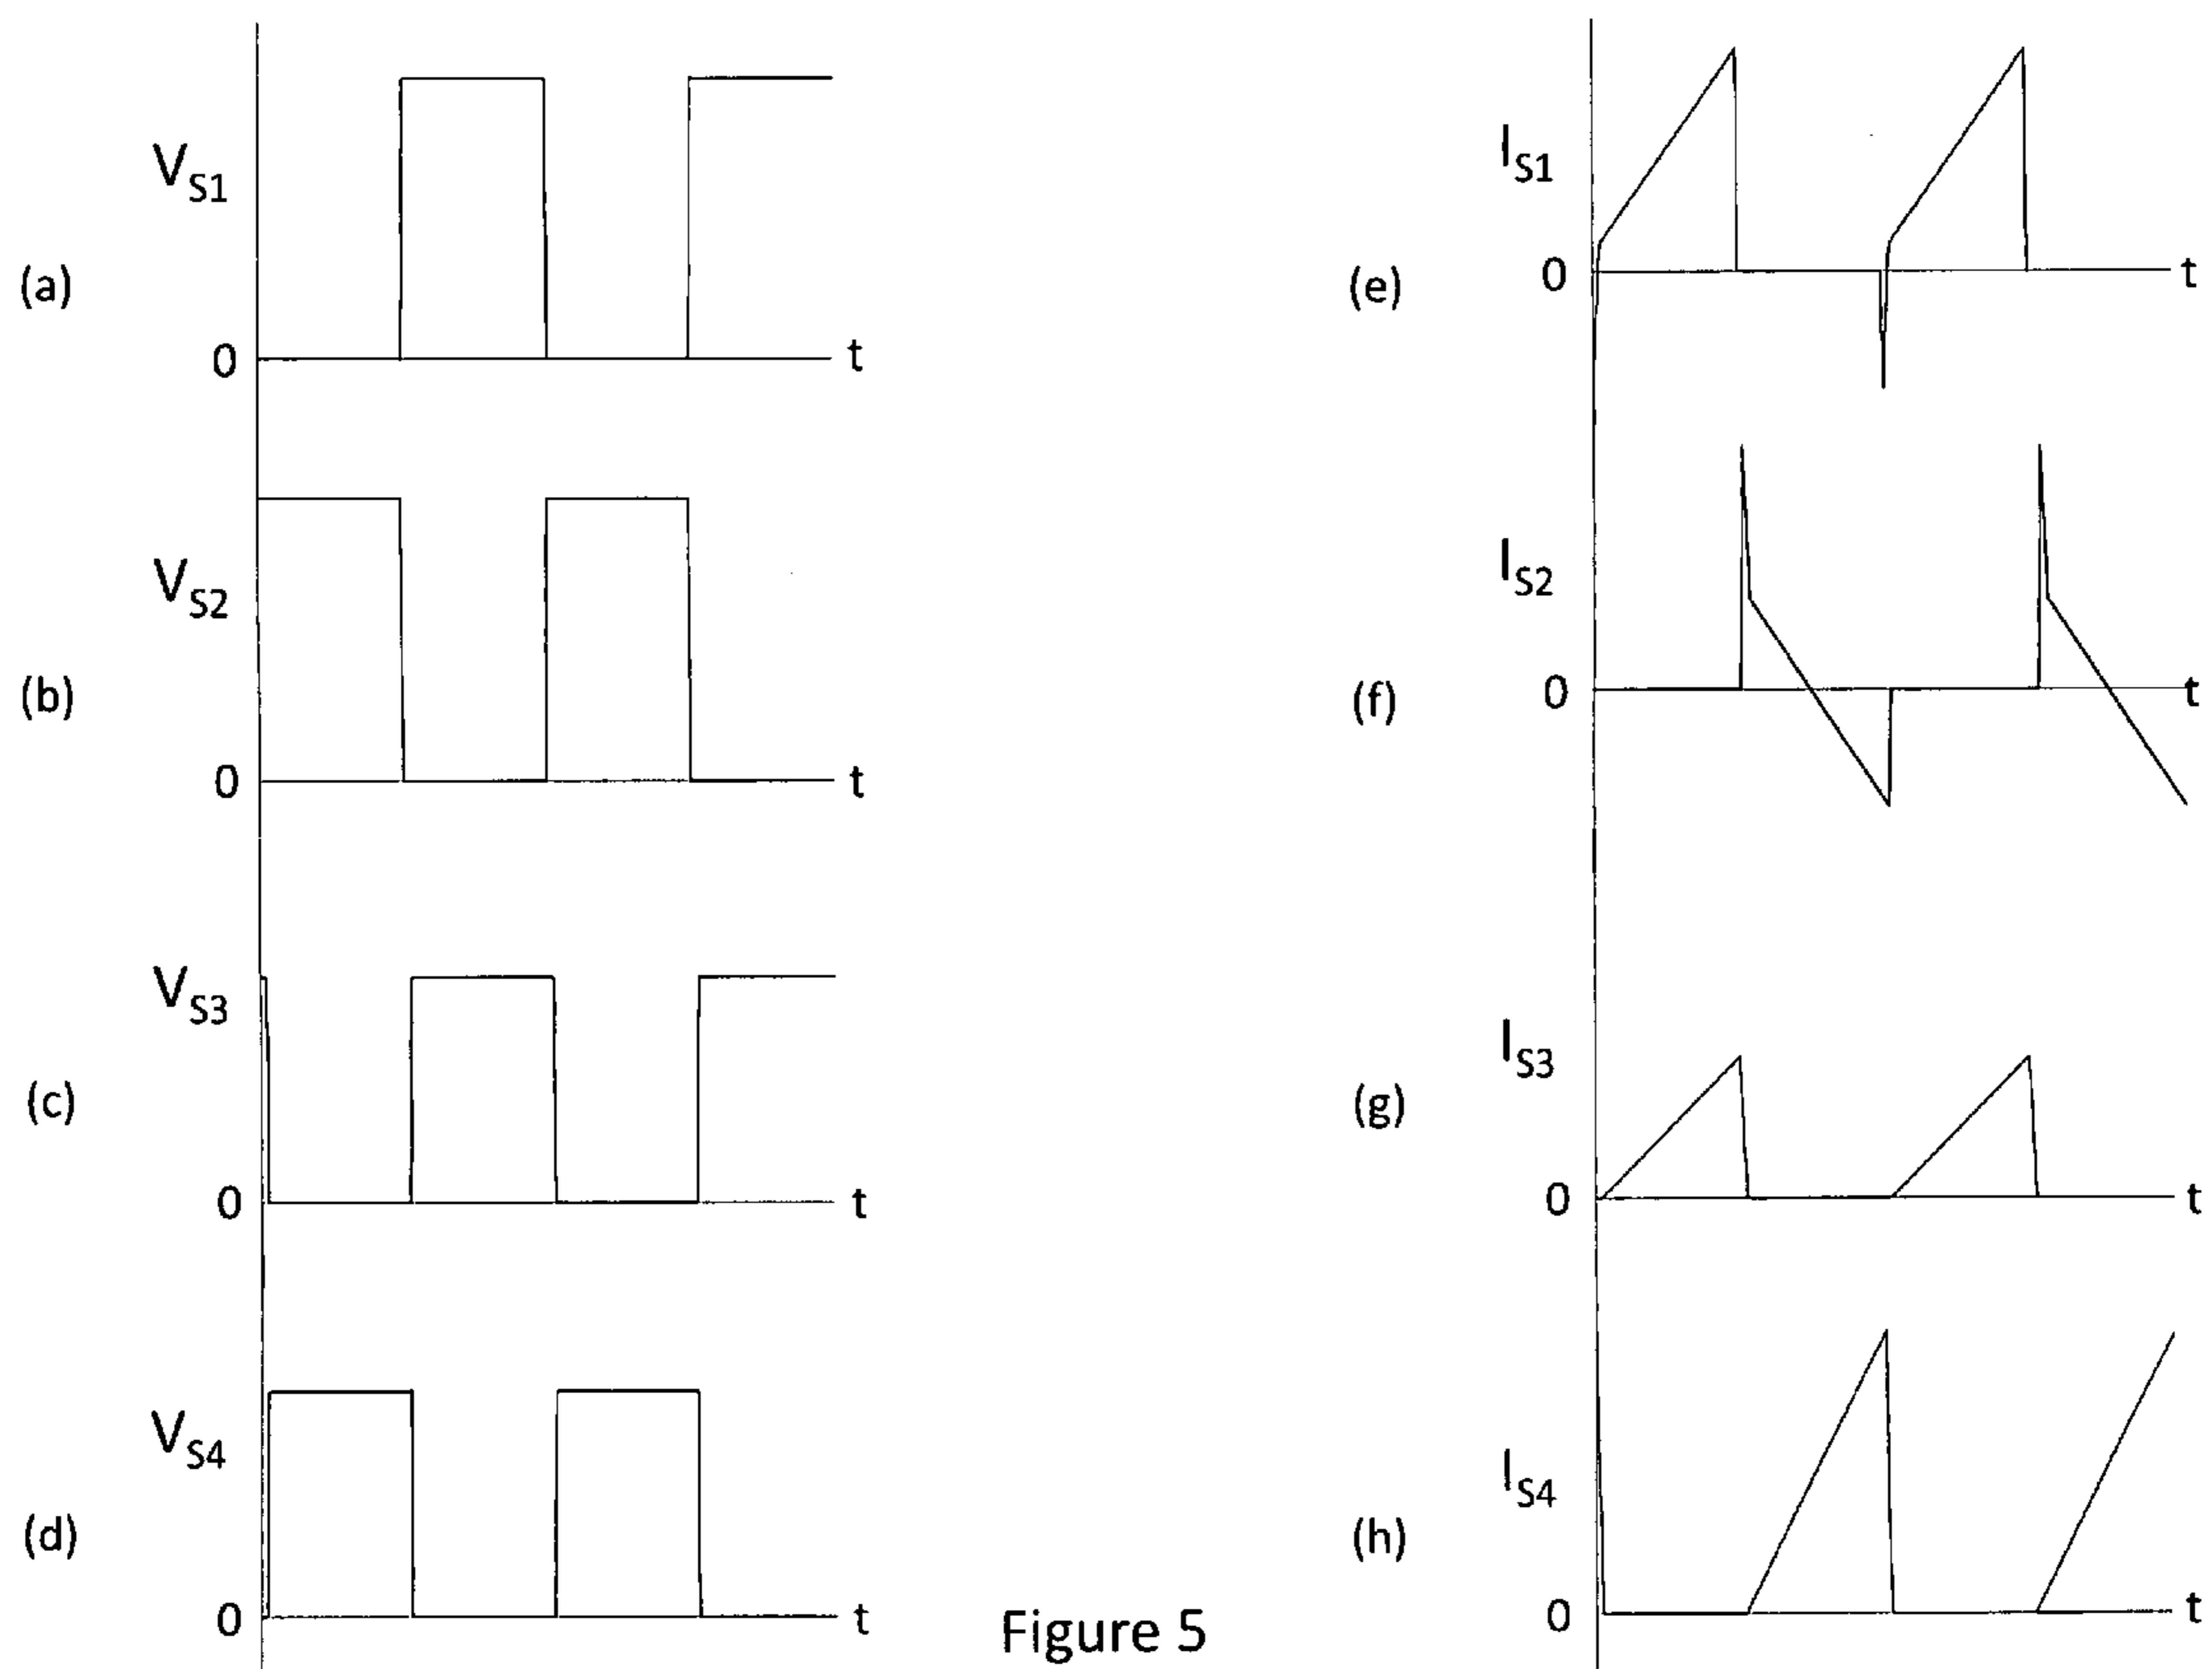 V_S1
(a)
0
t
V_S2
(b)
0
t
V_S3
(c)
0
t
V_S4
(d)
0
t
I_S1
(e)
0
t
I_S2
(f)
0
t
I_S3
(g)
0
t
I_S4
(h)
0
t
Figure 5